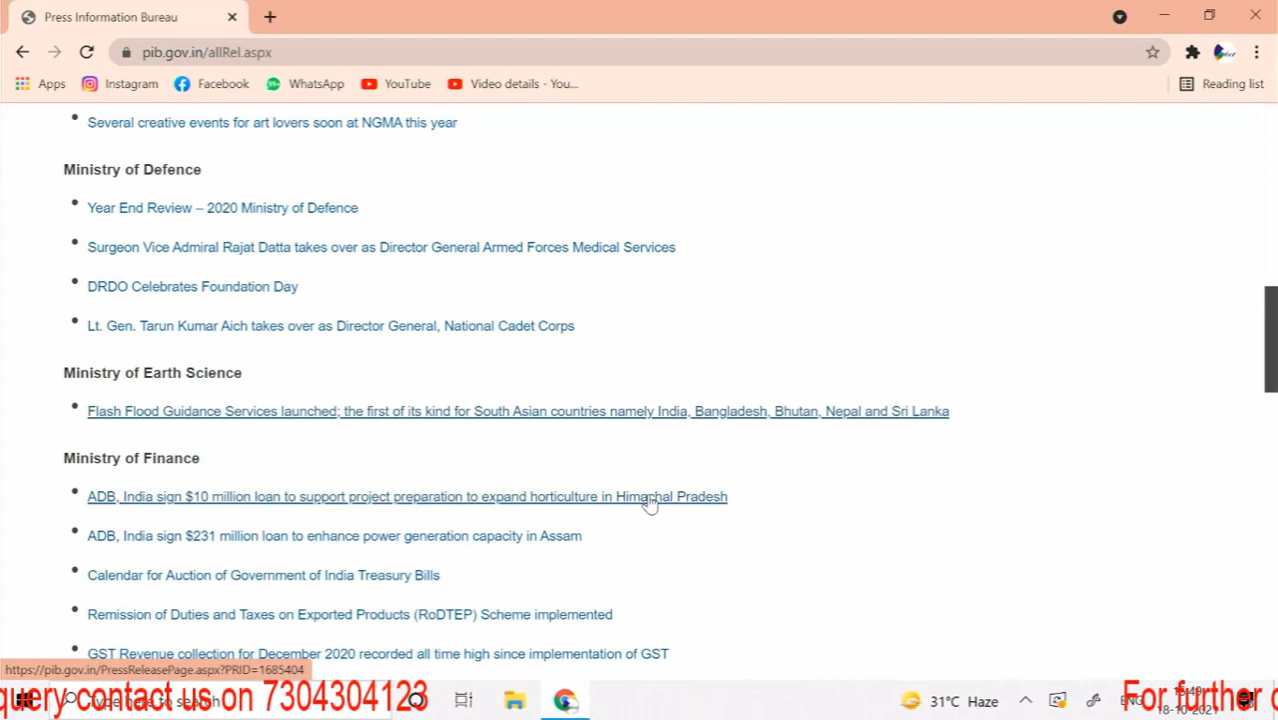 Press Information Bureau
pib.gov.in/allRel.aspx
Apps Instagram Facebook WhatsApp YouTube Video details - You... Reading list
Several creative events for art lovers soon at NGMA this year
Ministry of Defence
Year End Review – 2020 Ministry of Defence
Surgeon Vice Admiral Rajat Datta takes over as Director General Armed Forces Medical Services
DRDO Celebrates Foundation Day
Lt. Gen. Tarun Kumar Aich takes over as Director General, National Cadet Corps
Ministry of Earth Science
Flash Flood Guidance Services launched; the first of its kind for South Asian countries namely India, Bangladesh, Bhutan, Nepal and Sri Lanka
Ministry of Finance
ADB, India sign $10 million loan to support project preparation to expand horticulture in Himachal Pradesh
ADB, India sign $231 million loan to enhance power generation capacity in Assam
Calendar for Auction of Government of India Treasury Bills
Remission of Duties and Taxes on Exported Products (RoDTEP) Scheme implemented
GST Revenue collection for December 2020 recorded all time high since implementation of GST
https://pib.gov.in/PressReleasePage.aspx?PRID=1685404
query contact us on 7304304123 For further
Type here to search 31°C Haze ENG
18-10-2021